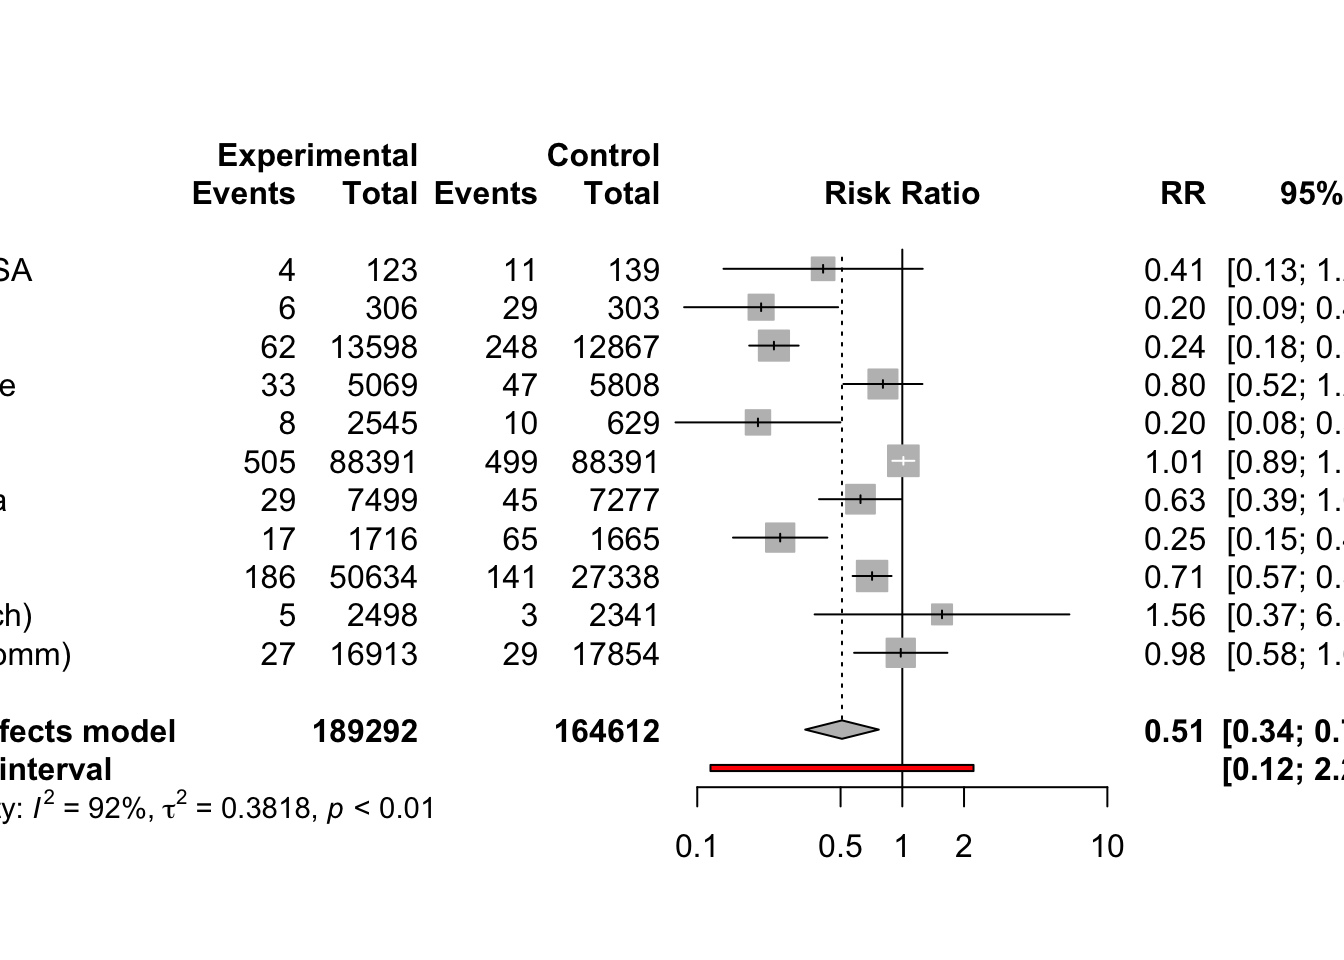 Experimental Control
Events Total Events Total Risk Ratio RR 95%
SA 4 123 11 139 0.41 [0.13; 1.
6 306 29 303 0.20 [0.09; 0.4
62 13598 248 12867 0.24 [0.18; 0.
e 33 5069 47 5808 0.80 [0.52; 1.
8 2545 10 629 0.20 [0.08; 0.
505 88391 499 88391 1.01 [0.89; 1.
a 29 7499 45 7277 0.63 [0.39; 1.
17 1716 65 1665 0.25 [0.15; 0.4
186 50634 141 27338 0.71 [0.57; 0.
ch) 5 2498 3 2341 1.56 [0.37; 6.
omm) 27 16913 29 17854 0.98 [0.58; 1.
fects model 189292 164612 0.51 [0.34; 0.7
interval [0.12; 2.2
ty: I² = 92%, τ² = 0.3818, p < 0.01
0.1 0.5 1 2 10